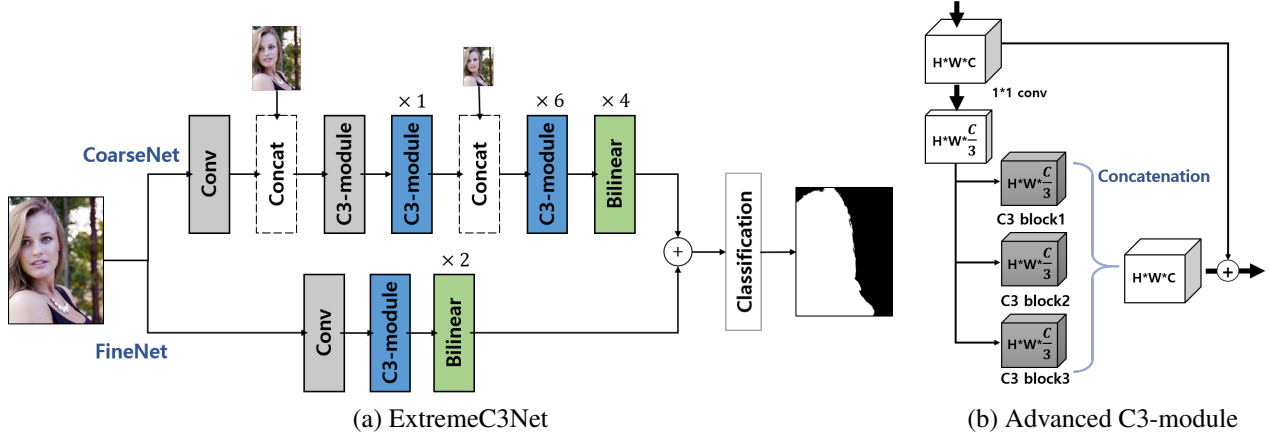 CoarseNet
FineNet
Conv
Concat
C3-module
× 1
C3-module
Concat
× 6
C3-module
× 4
Bilinear
Conv
C3-module
× 2
Bilinear
+
Classification
(a) ExtremeC3Net
H*W*C
1*1 conv
H*W*C/3
H*W*C/3
C3 block1
H*W*C/3
C3 block2
H*W*C/3
C3 block3
Concatenation
H*W*C
+
(b) Advanced C3-module